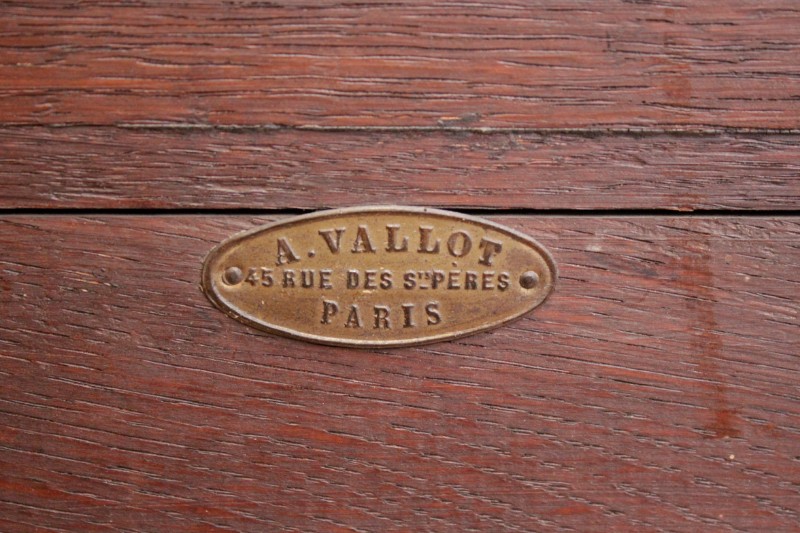 A. VALLOT
45 RUE DES STS PÈRES
PARIS